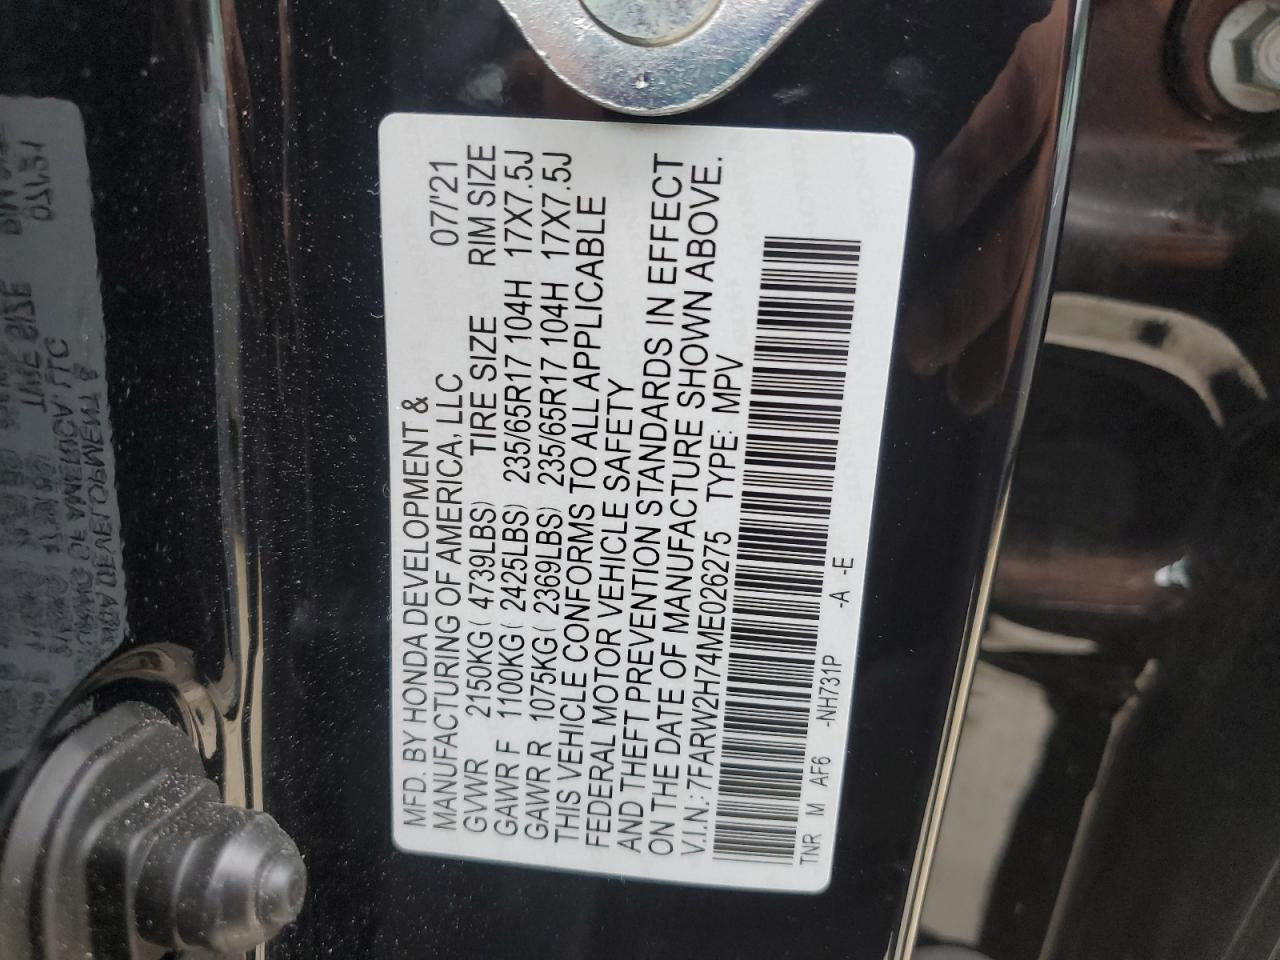 MFD. BY HONDA DEVELOPMENT &
MANUFACTURING OF AMERICA, LLC 07/'21
GVWR 2150KG( 4739LBS) TIRE SIZE RIM SIZE
GAWR F 1100KG( 2425LBS) 235/65R17 104H 17X7.5J
GAWR R 1075KG( 2369LBS) 235/65R17 104H 17X7.5J
THIS VEHICLE CONFORMS TO ALL APPLICABLE
FEDERAL MOTOR VEHICLE SAFETY
AND THEFT PREVENTION STANDARDS IN EFFECT
ON THE DATE OF MANUFACTURE SHOWN ABOVE.
V.I.N.: 7FARW2H74ME026275 TYPE: MPV
TNR M AF6 -NH731P -A -E